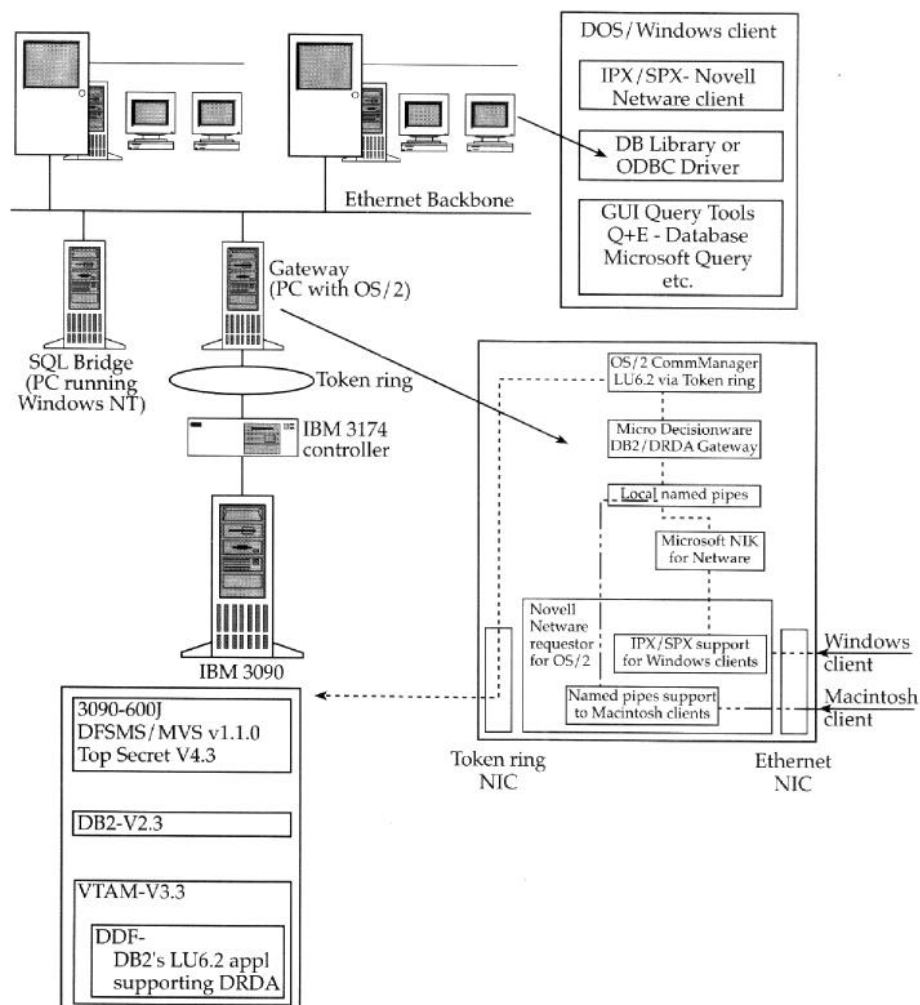 DOS/Windows client
IPX/SPX- Novell
Netware client
DB Library or
ODBC Driver
GUI Query Tools
Q+E - Database
Microsoft Query
etc.
Ethernet Backbone
Gateway
(PC with OS/2)
SQL Bridge
(PC running
Windows NT)
Token ring
IBM 3174
controller
IBM 3090
OS/2 CommManager
LU6.2 via Token ring
Micro Decisionware
DB2/DRDA Gateway
Local named pipes
Microsoft NIK
for Netware
Novell
Netware
requestor
for OS/2
IPX/SPX support
for Windows clients
Named pipes support
to Macintosh clients
Windows
client
Macintosh
client
Token ring
NIC
Ethernet
NIC
3090-600J
DFSMS/MVS v1.1.0
Top Secret V4.3
DB2-V2.3
VTAM-V3.3
DDF-
DB2's LU6.2 appl
supporting DRDA